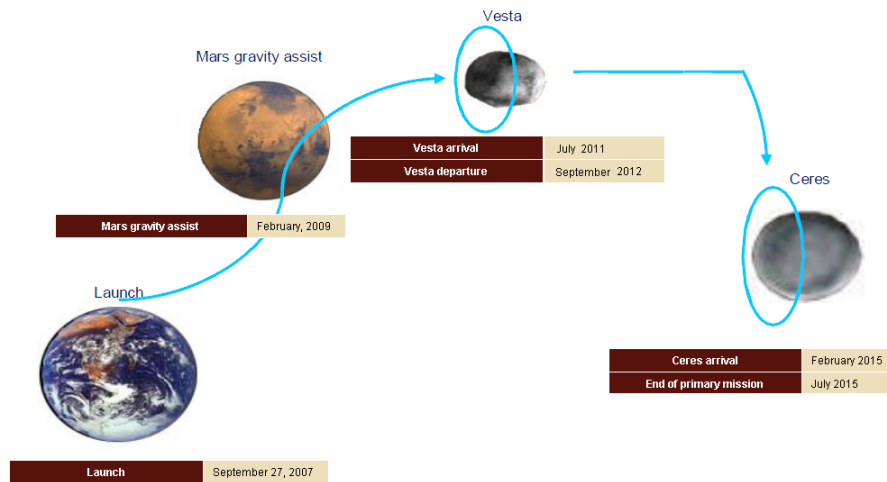 Vesta
Mars gravity assist
Vesta arrival July 2011
Vesta departure September 2012
Ceres
Mars gravity assist February, 2009
Launch
Ceres arrival February 2015
End of primary mission July 2015
Launch September 27, 2007